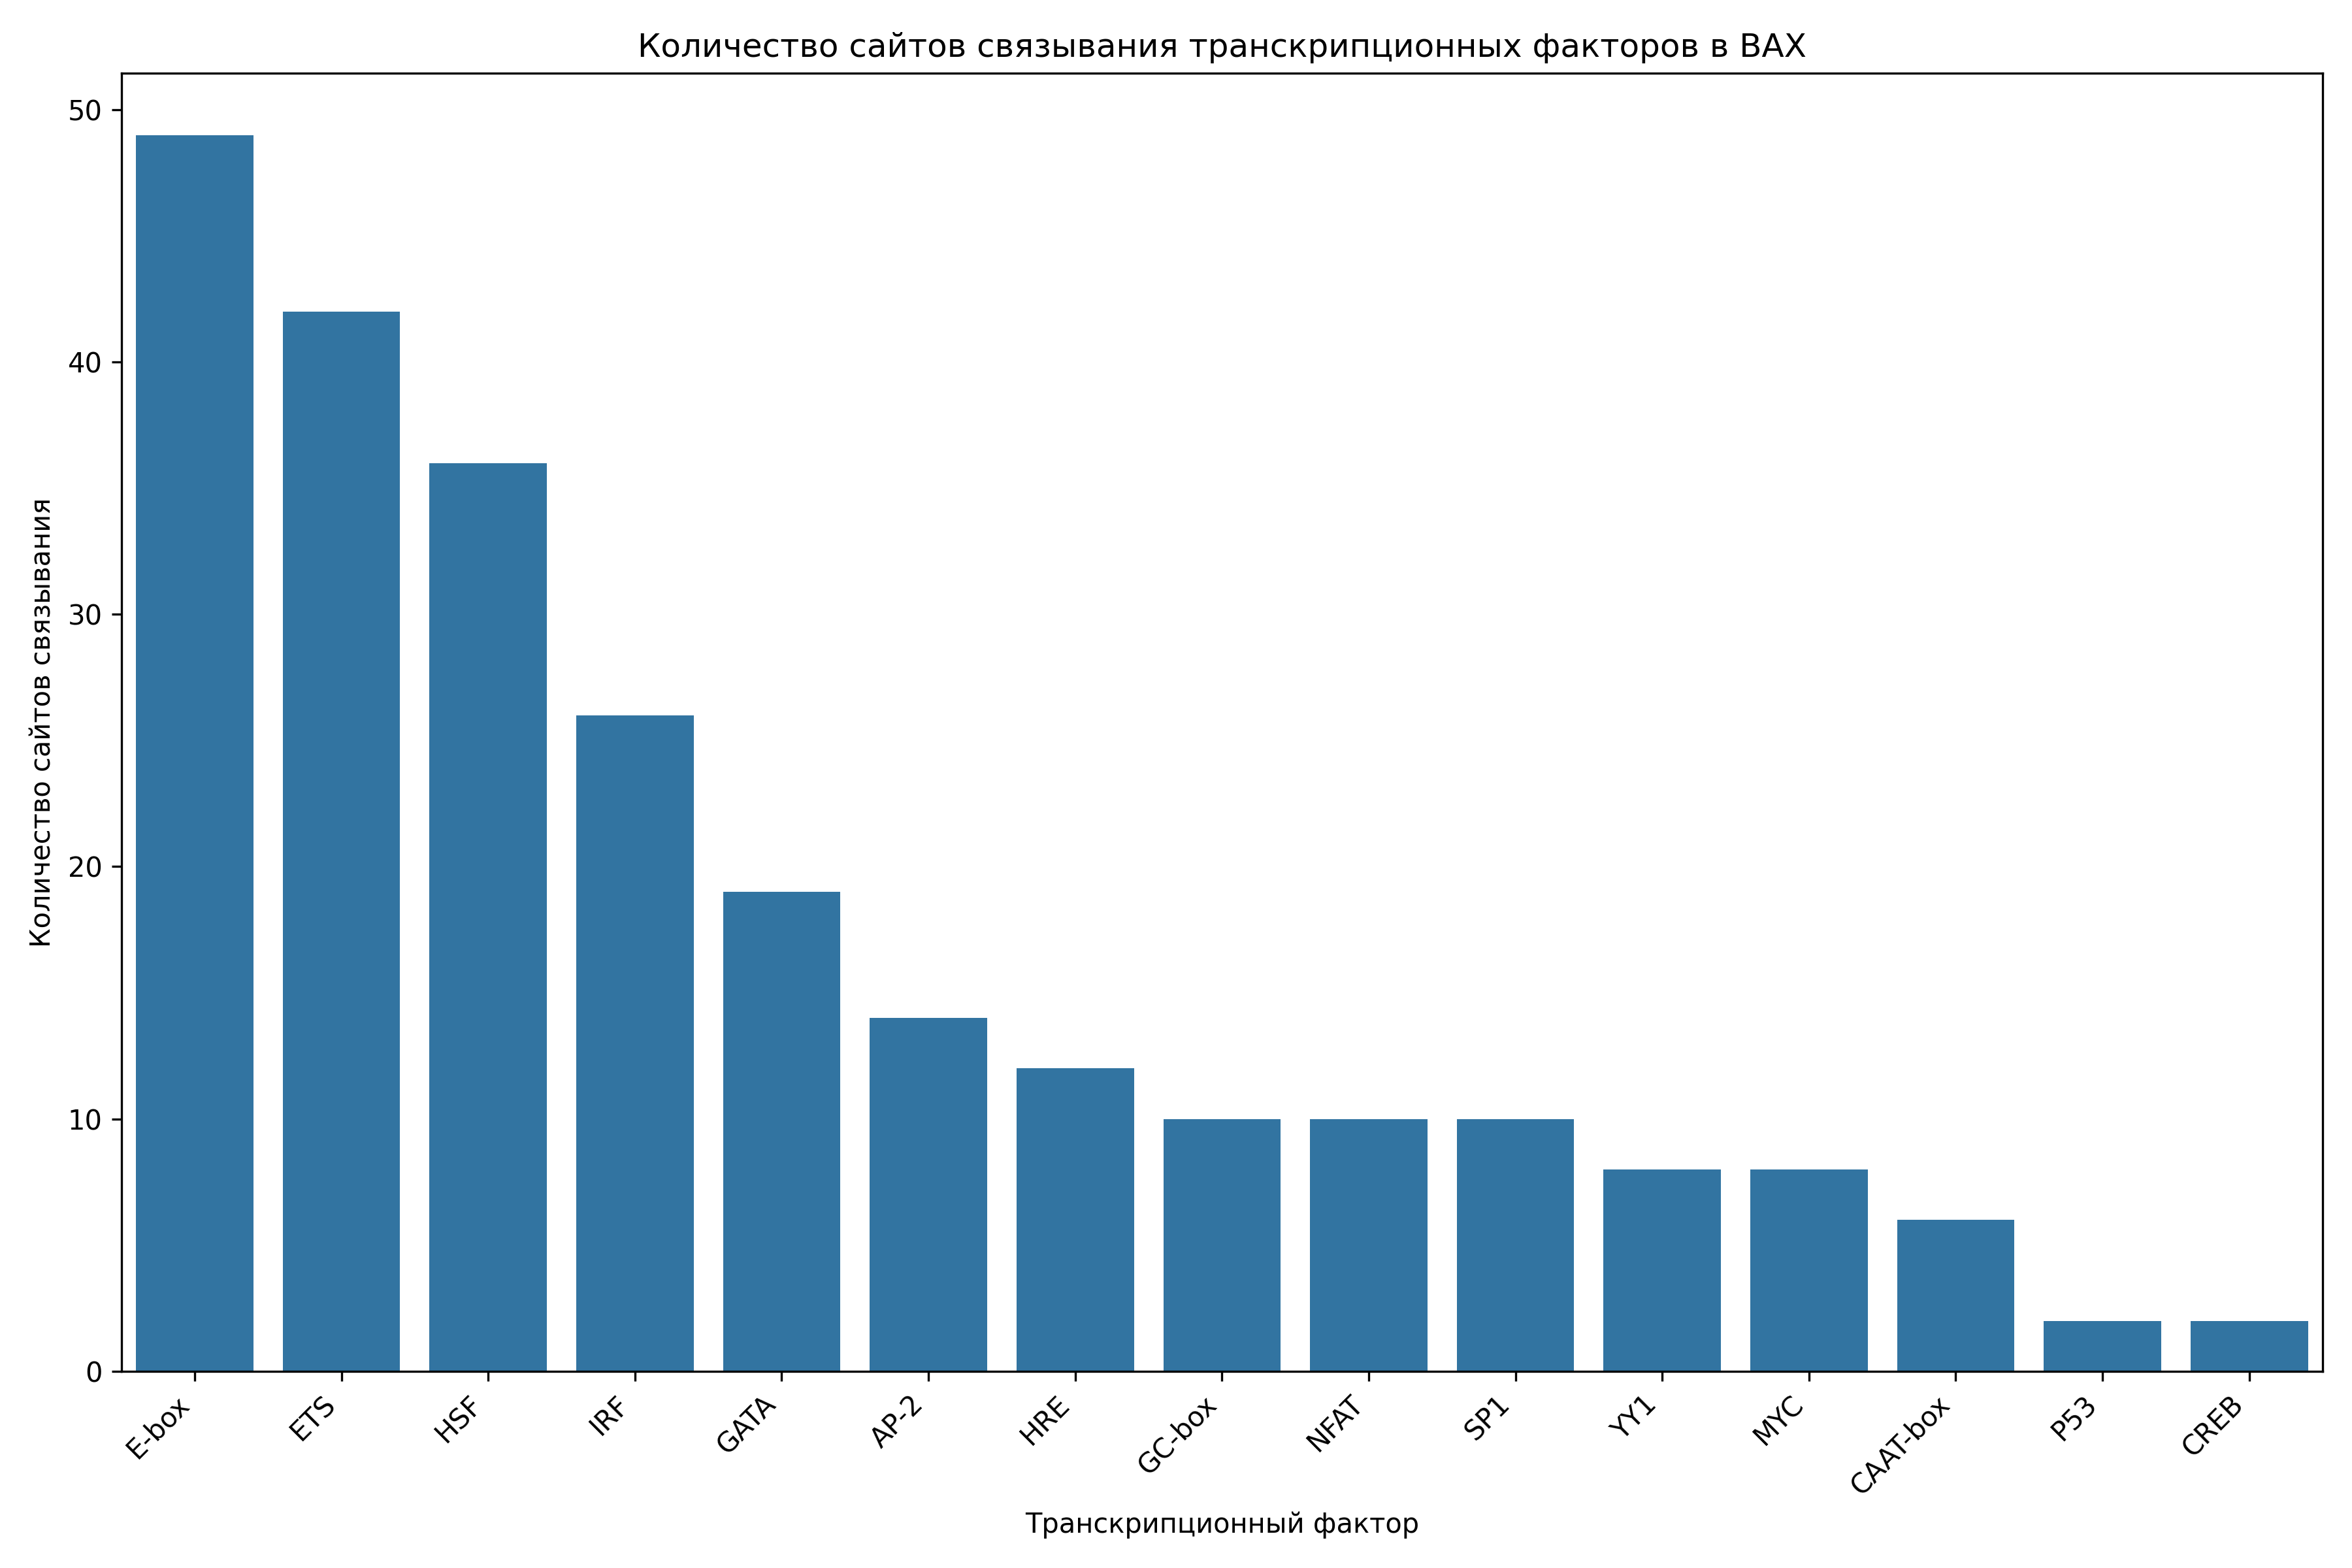 Количество сайтов связывания транскрипционных факторов в BAX
Количество сайтов связывания
50
40
30
20
10
0
E-box
ETS
HSF
IRF
GATA
AP-2
HRE
GC-box
NFAT
SP1
YY1
MYC
CAAT-box
P53
CREB
Транскрипционный фактор